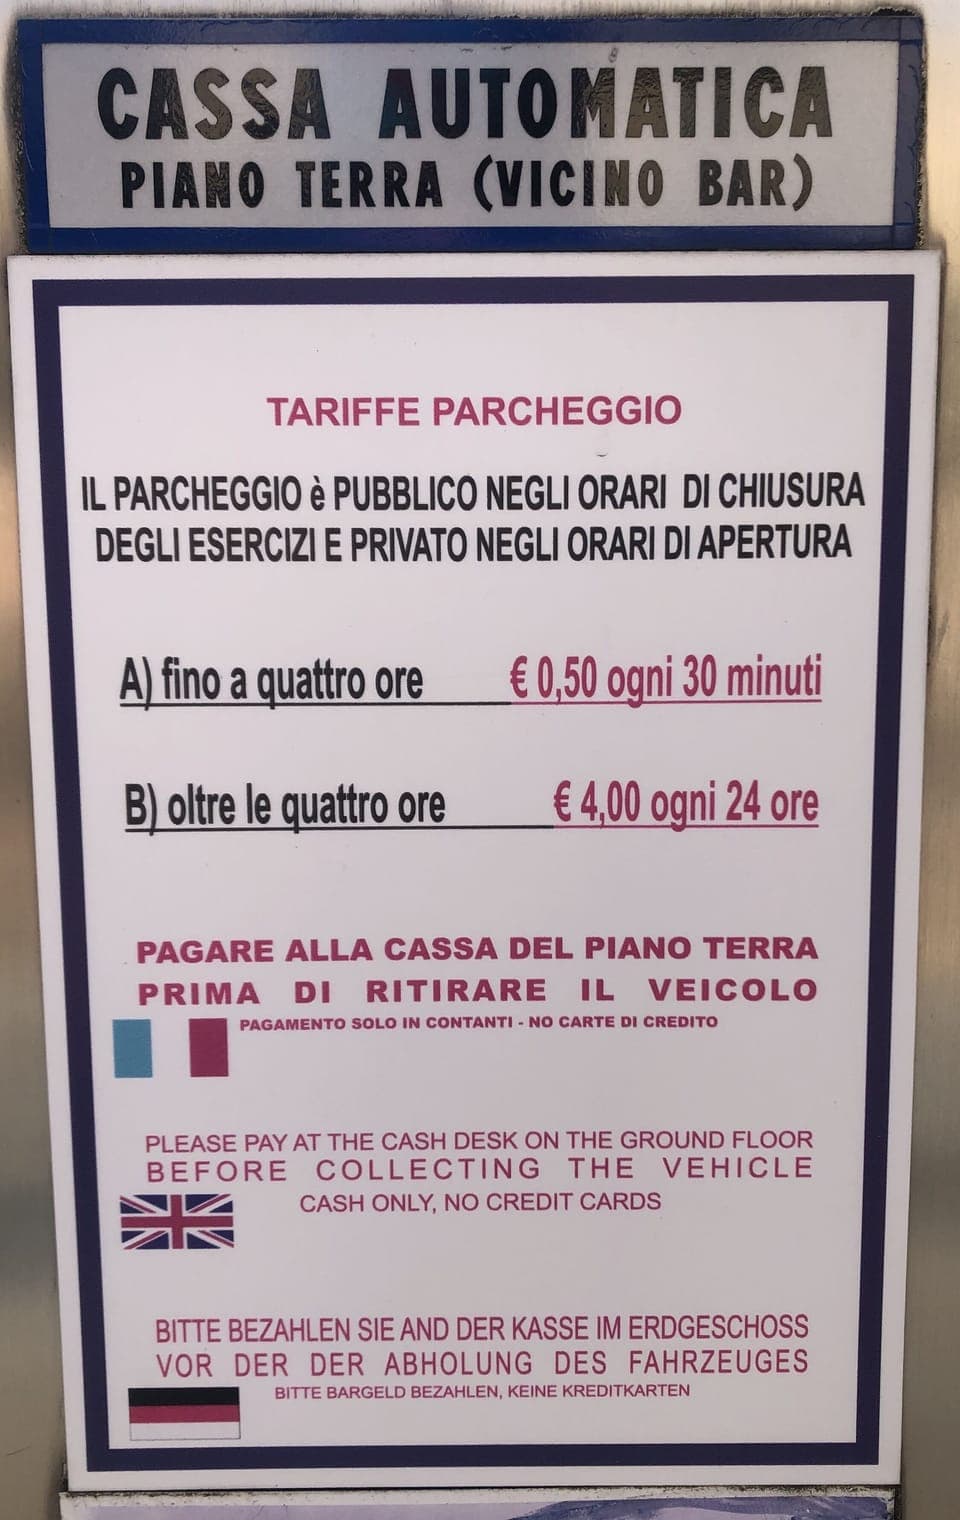 CASSA AUTOMATICA
PIANO TERRA (VICINO BAR)
TARIFFE PARCHEGGIO
IL PARCHEGGIO è PUBBLICO NEGLI ORARI DI CHIUSURA
DEGLI ESERCIZI E PRIVATO NEGLI ORARI DI APERTURA
A) fino a quattro ore € 0,50 ogni 30 minuti
B) oltre le quattro ore € 4,00 ogni 24 ore
PAGARE ALLA CASSA DEL PIANO TERRA
PRIMA DI RITIRARE IL VEICOLO
PAGAMENTO SOLO IN CONTANTI - NO CARTE DI CREDITO
PLEASE PAY AT THE CASH DESK ON THE GROUND FLOOR
BEFORE COLLECTING THE VEHICLE
CASH ONLY, NO CREDIT CARDS
BITTE BEZAHLEN SIE AND DER KASSE IM ERDGESCHOSS
VOR DER DER ABHOLUNG DES FAHRZEUGES
BITTE BARGELD BEZAHLEN, KEINE KREDITKARTEN